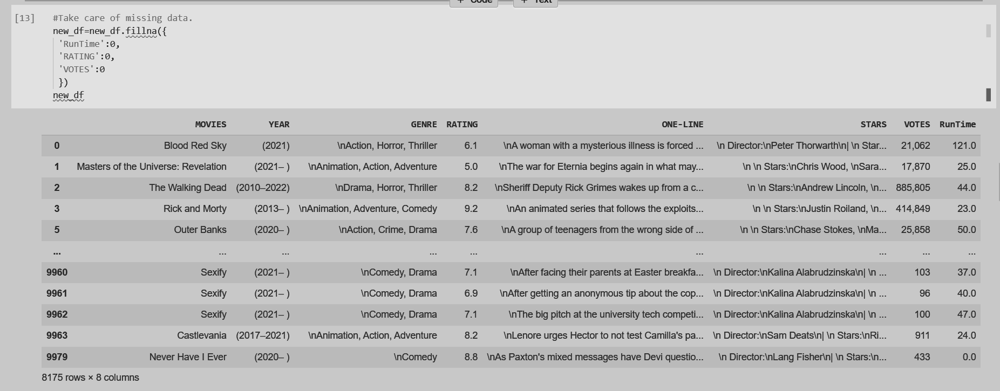 + Code + Text
[13] #Take care of missing data.
new_df=new_df.fillna({
'RunTime':0,
'RATING':0,
'VOTES':0
})
new_df
MOVIES YEAR GENRE RATING ONE-LINE STARS VOTES RunTime
0 Blood Red Sky (2021) \nAction, Horror, Thriller 6.1 \nA woman with a mysterious illness is forced ... \n Director:\nPeter Thorwarth\n| \n Star... 21,062 121.0
1 Masters of the Universe: Revelation (2021– ) \nAnimation, Action, Adventure 5.0 \nThe war for Eternia begins again in what may... \n \n Stars:\nChris Wood, \nSara... 17,870 25.0
2 The Walking Dead (2010–2022) \nDrama, Horror, Thriller 8.2 \nSheriff Deputy Rick Grimes wakes up from a c... \n \n Stars:\nAndrew Lincoln, \n... 885,805 44.0
3 Rick and Morty (2013– ) \nAnimation, Adventure, Comedy 9.2 \nAn animated series that follows the exploits... \n \n Stars:\nJustin Roiland, \n... 414,849 23.0
5 Outer Banks (2020– ) \nAction, Crime, Drama 7.6 \nA group of teenagers from the wrong side of ... \n \n Stars:\nChase Stokes, \nMa... 25,858 50.0
... ... ... ... ... ... ... ... ...
9960 Sexify (2021– ) \nComedy, Drama 7.1 \nAfter facing their parents at Easter breakfa... \n Director:\nKalina Alabrudzinska\n| \n ... 103 37.0
9961 Sexify (2021– ) \nComedy, Drama 6.9 \nAfter getting an anonymous tip about the cop... \n Director:\nKalina Alabrudzinska\n| \n ... 96 40.0
9962 Sexify (2021– ) \nComedy, Drama 7.1 \nThe big pitch at the university tech competi... \n Director:\nKalina Alabrudzinska\n| \n ... 100 47.0
9963 Castlevania (2017–2021) \nAnimation, Action, Adventure 8.2 \nLenore urges Hector to not test Camilla's pa... \n Director:\nSam Deats\n| \n Stars:\nRi... 911 24.0
9979 Never Have I Ever (2020– ) \nComedy 8.8 \nAs Paxton's mixed messages have Devi questio... \n Director:\nLang Fisher\n| \n Stars:\n... 433 0.0
8175 rows × 8 columns